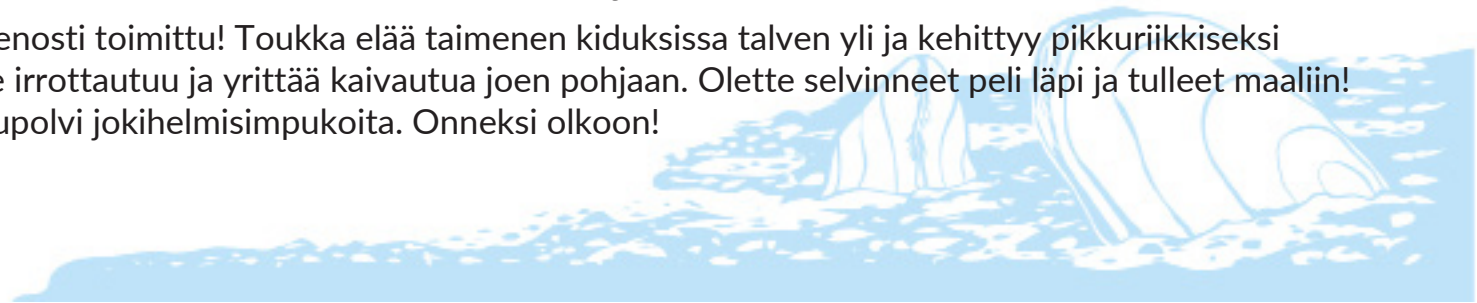 enosti toimittu! Toukka elää taimenen kiduksissa talven yli ja kehittyy pikkuriikkiseksi
irrottautuu ja yrittää kaivautua joen pohjaan. Olette selvinneet peli läpi ja tulleet maaliin!
upolvi jokihelmisimpukoita. Onneksi olkoon!